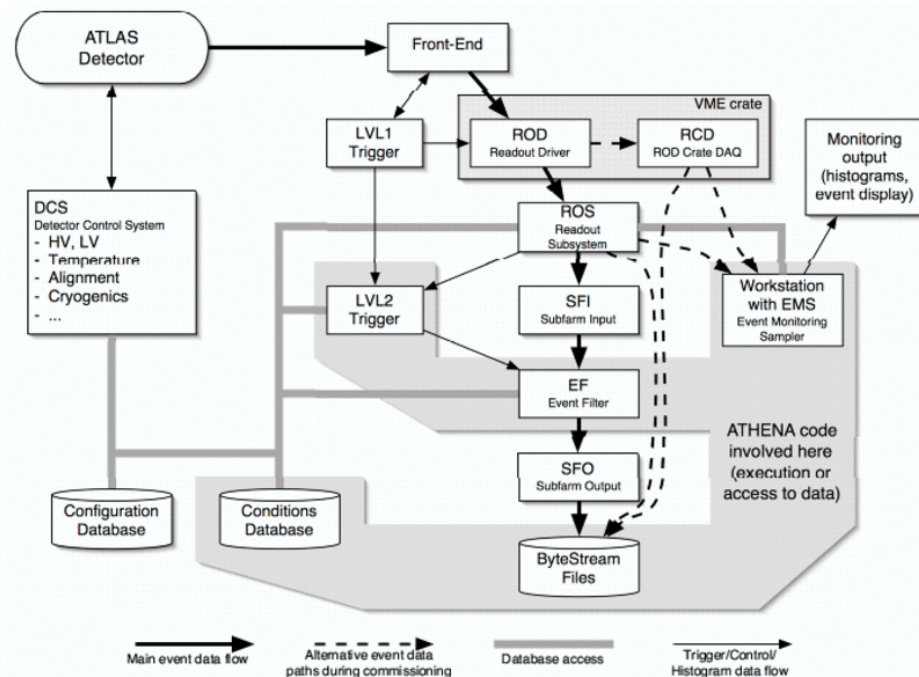 ATLAS
Detector
Front-End
VME crate
LVL1
Trigger
ROD
Readout Driver
RCD
ROD Crate DAQ
Monitoring
output
(histograms,
event display)
DCS
Detector Control System
- HV, LV
- Temperature
- Alignment
- Cryogenics
- ...
ROS
Readout
Subsystem
LVL2
Trigger
SFI
Subfarm Input
Workstation
with EMS
Event Monitoring
Sampler
EF
Event Filter
ATHENA code
involved here
(execution or
access to data)
SFO
Subfarm Output
Configuration
Database
Conditions
Database
ByteStream
Files
Main event data flow
Alternative event data
paths during commissioning
Database access
Trigger/Control/
Histogram data flow